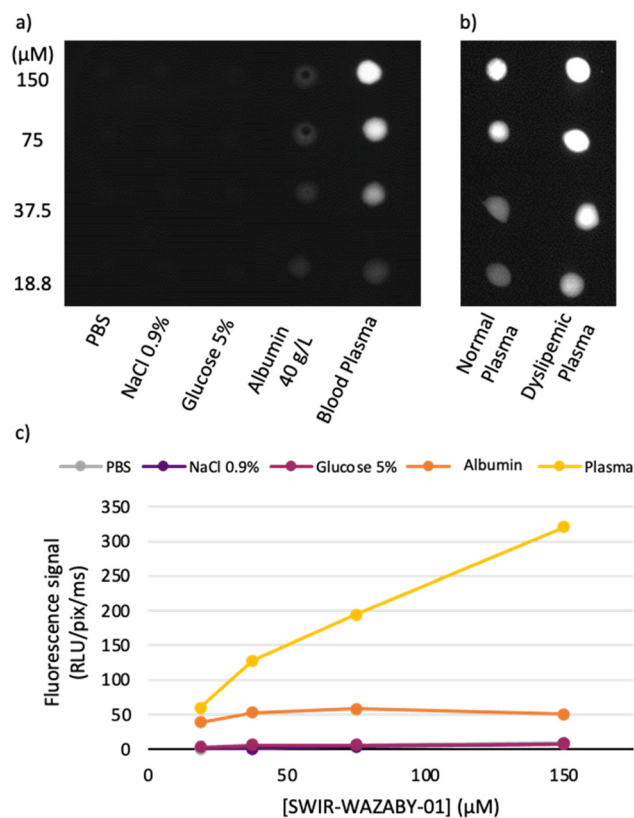 a)
b)
(μM)
150
75
37.5
18.8
PBS
NaCl 0.9%
Glucose 5%
Albumin
40 g/L
Blood Plasma
Normal
Plasma
Dyslipemic
Plasma
c)
PBS
NaCl 0.9%
Glucose 5%
Albumin
Plasma
Fluorescence signal
(RLU/pix/ms)
350
300
250
200
150
100
50
0
0
50
100
150
[SWIR-WAZABY-01] (μM)